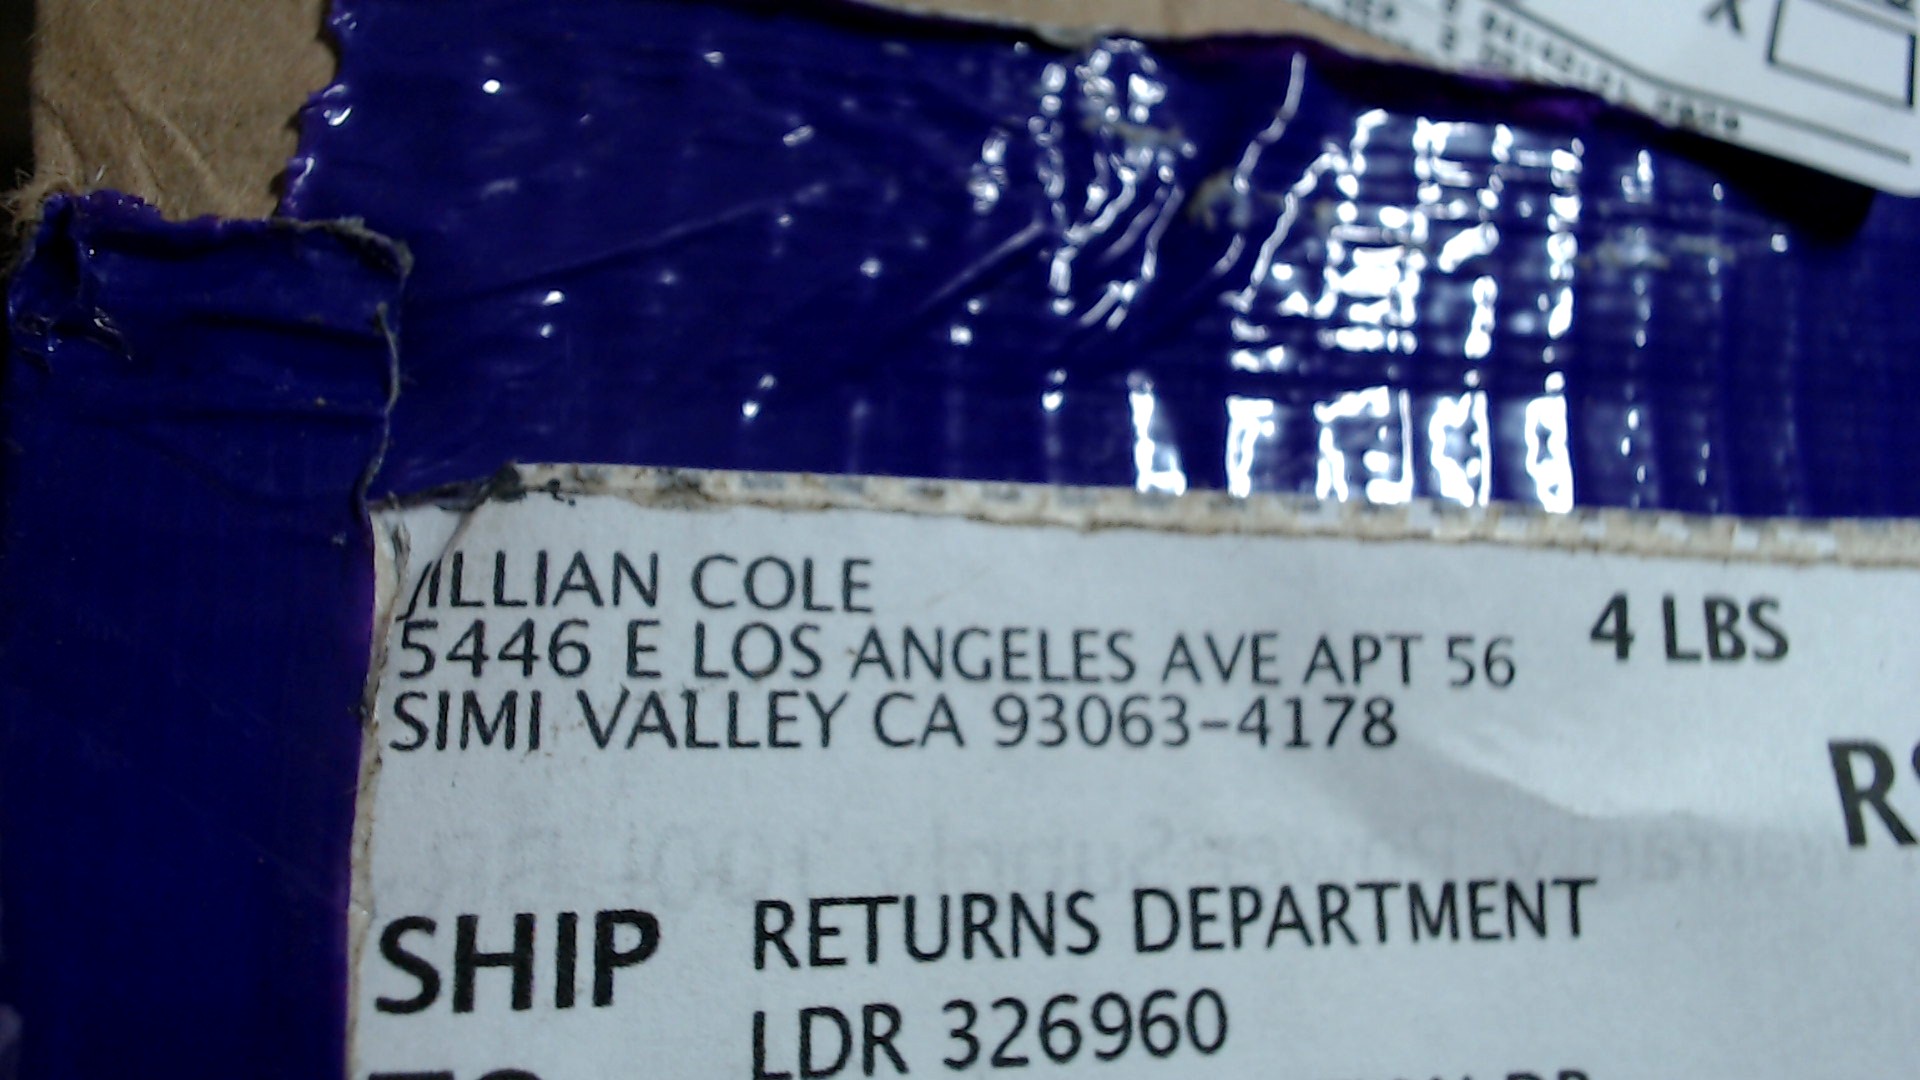 JILLIAN COLE
5446 E LOS ANGELES AVE APT 56
4 LBS
SIMI VALLEY CA 93063-4178
SHIP
RETURNS DEPARTMENT
LDR 326960